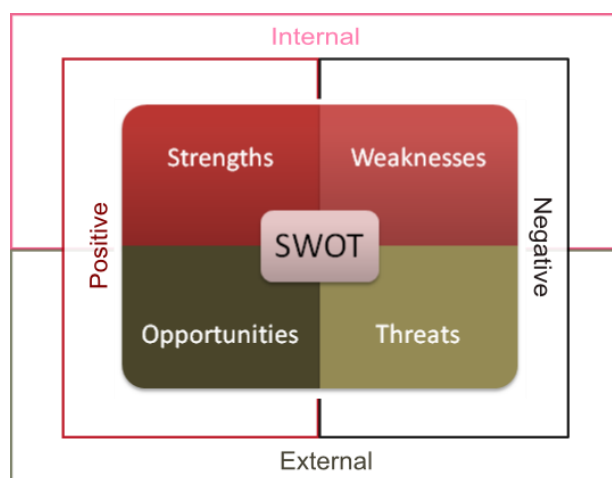 Internal
Strengths
Weaknesses
Positive
SWOT
Negative
Opportunities
Threats
External